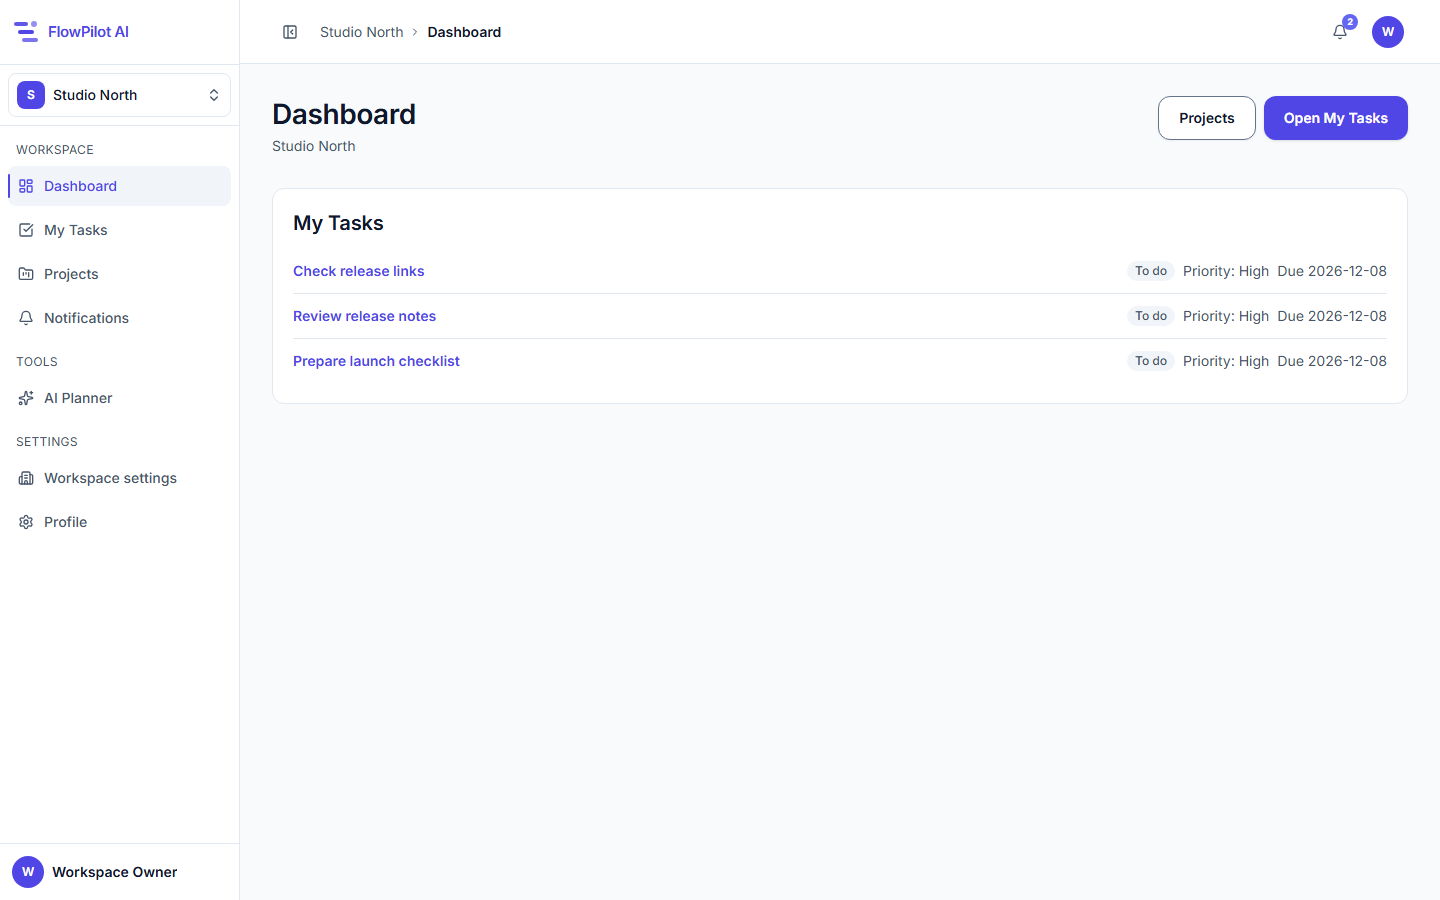 FlowPilot AI
S Studio North
WORKSPACE
Dashboard
My Tasks
Projects
Notifications
TOOLS
AI Planner
SETTINGS
Workspace settings
Profile
W Workspace Owner
Studio North › Dashboard
2
W
Dashboard
Studio North
Projects
Open My Tasks
My Tasks
Check release links To do Priority: High Due 2026-12-08
Review release notes To do Priority: High Due 2026-12-08
Prepare launch checklist To do Priority: High Due 2026-12-08